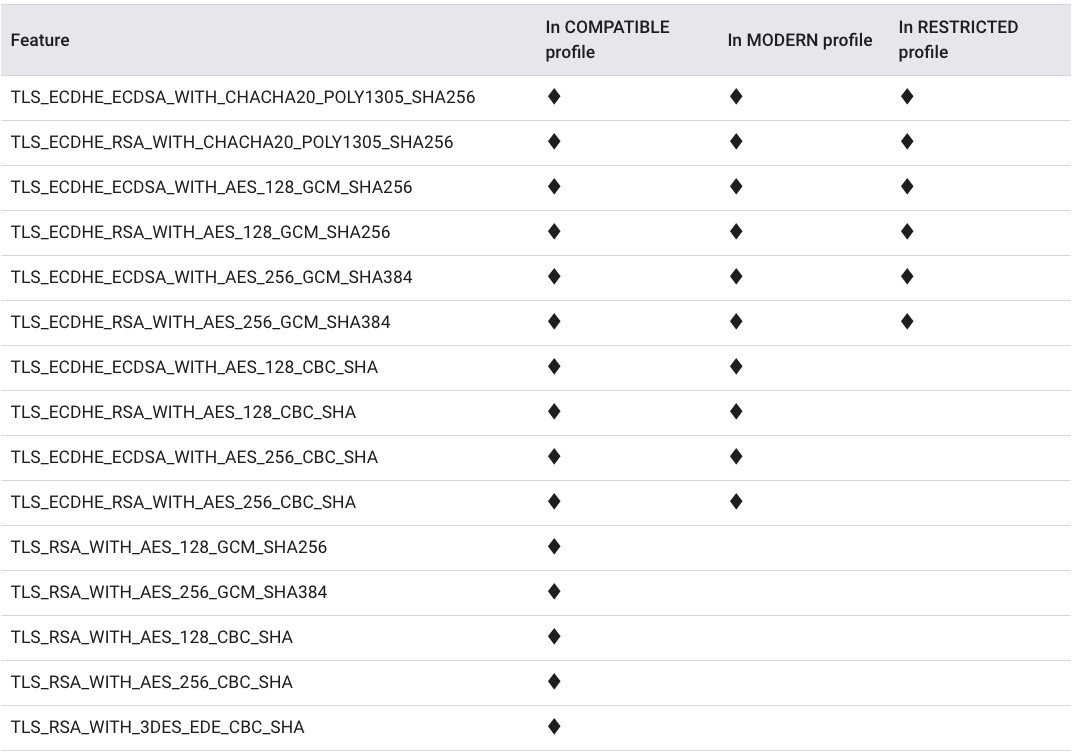 Feature
In COMPATIBLE
profile
In MODERN profile
In RESTRICTED
profile
TLS_ECDHE_ECDSA_WITH_CHACHA20_POLY1305_SHA256 ♦ ♦ ♦
TLS_ECDHE_RSA_WITH_CHACHA20_POLY1305_SHA256 ♦ ♦ ♦
TLS_ECDHE_ECDSA_WITH_AES_128_GCM_SHA256 ♦ ♦ ♦
TLS_ECDHE_RSA_WITH_AES_128_GCM_SHA256 ♦ ♦ ♦
TLS_ECDHE_ECDSA_WITH_AES_256_GCM_SHA384 ♦ ♦ ♦
TLS_ECDHE_RSA_WITH_AES_256_GCM_SHA384 ♦ ♦ ♦
TLS_ECDHE_ECDSA_WITH_AES_128_CBC_SHA ♦ ♦
TLS_ECDHE_RSA_WITH_AES_128_CBC_SHA ♦ ♦
TLS_ECDHE_ECDSA_WITH_AES_256_CBC_SHA ♦ ♦
TLS_ECDHE_RSA_WITH_AES_256_CBC_SHA ♦ ♦
TLS_RSA_WITH_AES_128_GCM_SHA256 ♦
TLS_RSA_WITH_AES_256_GCM_SHA384 ♦
TLS_RSA_WITH_AES_128_CBC_SHA ♦
TLS_RSA_WITH_AES_256_CBC_SHA ♦
TLS_RSA_WITH_3DES_EDE_CBC_SHA ♦